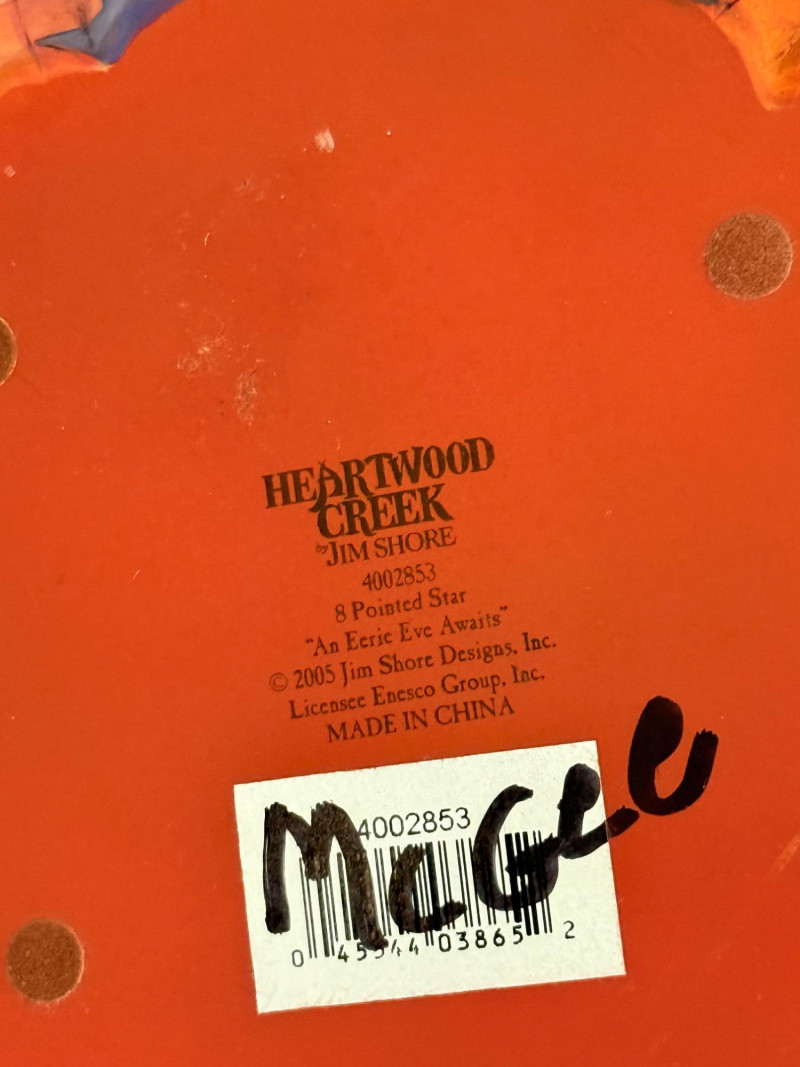 HEARTWOOD
CREEK
by JIM SHORE
4002853
8 Pointed Star
"An Eerie Eve Awaits"
© 2005 Jim Shore Designs, Inc.
Licensee Enesco Group, Inc.
MADE IN CHINA
4002853
McGee
0 45544 03865 2